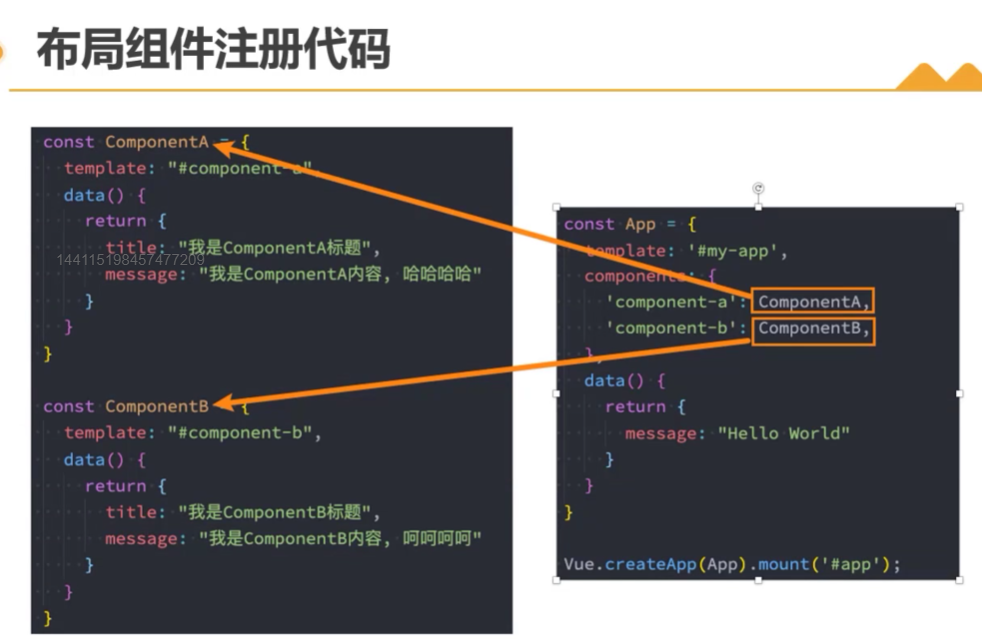 布局组件注册代码
const ComponentA = {
template: "#component-a",
data() {
return {
title: "我是ComponentA标题",
144115198457477209
message: "我是ComponentA内容, 哈哈哈哈"
}
}
}
const ComponentB = {
template: "#component-b",
data() {
return {
title: "我是ComponentB标题",
message: "我是ComponentB内容, 呵呵呵呵"
}
}
}
const App = {
template: '#my-app',
components: {
'component-a': ComponentA,
'component-b': ComponentB,
},
data() {
return {
message: "Hello World"
}
}
}
Vue.createApp(App).mount('#app');